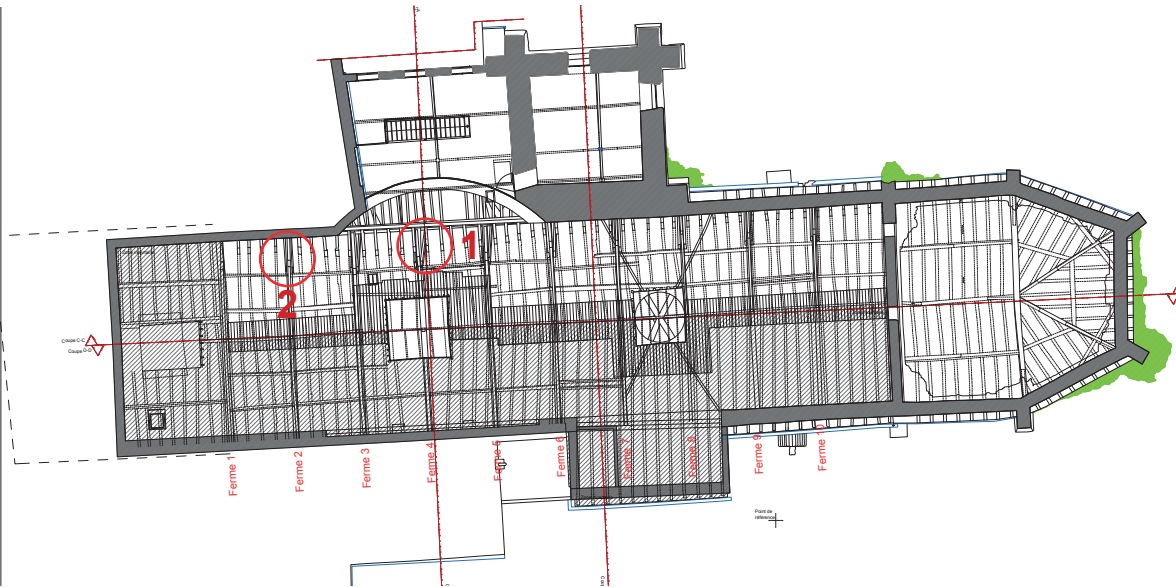 1
2
Coupe C-C
Coupe D-D
Ferme 1
Ferme 2
Ferme 3
Ferme 4
Ferme 5
Ferme 6
Ferme 7
Ferme 8
Ferme 9
Ferme 10
Point de
référence